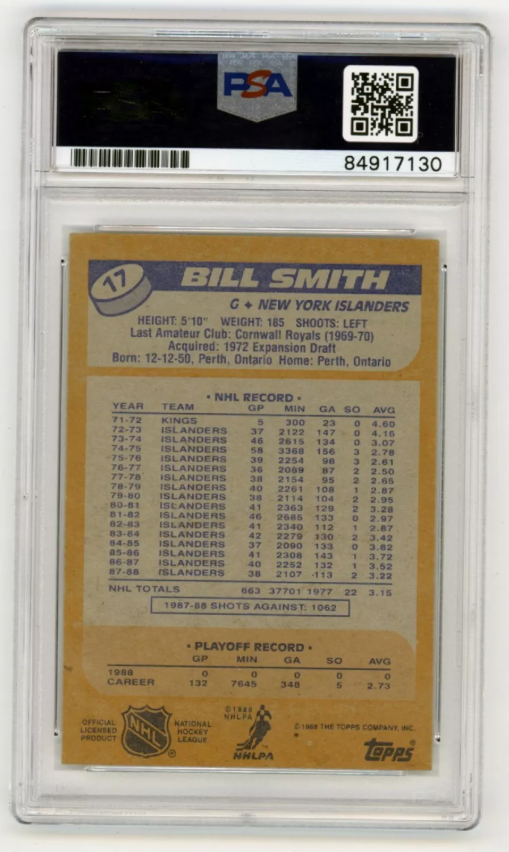 PSA
84917130
17 BILL SMITH
G ♦ NEW YORK ISLANDERS
HEIGHT: 5'10" WEIGHT: 185 SHOOTS: LEFT
Last Amateur Club: Cornwall Royals (1969-70)
Acquired: 1972 Expansion Draft
Born: 12-12-50, Perth, Ontario Home: Perth, Ontario
• NHL RECORD •
YEAR TEAM GP MIN GA SO AVG
71-72 KINGS 5 300 23 0 4.60
72-73 ISLANDERS 37 2122 147 0 4.16
73-74 ISLANDERS 46 2615 134 0 3.07
74-75 ISLANDERS 58 3368 156 3 2.78
75-76 ISLANDERS 39 2254 98 3 2.61
76-77 ISLANDERS 36 2089 87 2 2.50
77-78 ISLANDERS 38 2154 95 2 2.65
78-79 ISLANDERS 40 2261 108 1 2.87
79-80 ISLANDERS 38 2114 104 2 2.95
80-81 ISLANDERS 41 2363 129 2 3.28
81-82 ISLANDERS 46 2685 133 0 2.97
82-83 ISLANDERS 41 2340 112 1 2.87
83-84 ISLANDERS 42 2279 130 2 3.42
84-85 ISLANDERS 37 2090 133 0 3.82
85-86 ISLANDERS 41 2308 143 1 3.72
86-87 ISLANDERS 40 2252 132 1 3.52
87-88 ISLANDERS 38 2107 113 2 3.22
NHL TOTALS 663 37701 1977 22 3.15
1987-88 SHOTS AGAINST: 1062
• PLAYOFF RECORD •
GP MIN GA SO AVG
1988 0 0 0 0 0
CAREER 132 7645 348 5 2.73
OFFICIAL LICENSED PRODUCT
NHL ®
NATIONAL HOCKEY LEAGUE
© 1988 NHLPA
NHLPA
© 1988 THE TOPPS COMPANY, INC.
*
topps®